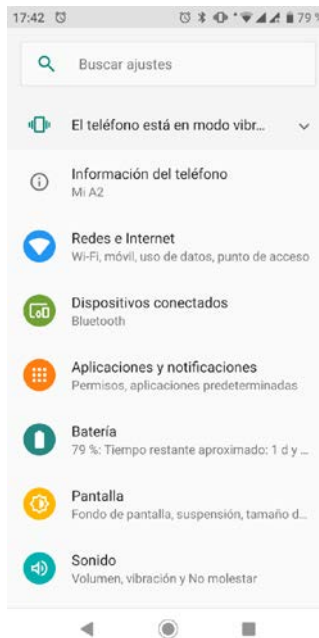 17:42 79 %
Buscar ajustes
El teléfono está en modo vibr...
Información del teléfono
Mi A2
Redes e Internet
Wi-Fi, móvil, uso de datos, punto de acceso
Dispositivos conectados
Bluetooth
Aplicaciones y notificaciones
Permisos, aplicaciones predeterminadas
Batería
79 %: Tiempo restante aproximado: 1 d y ...
Pantalla
Fondo de pantalla, suspensión, tamaño d...
Sonido
Volumen, vibración y No molestar